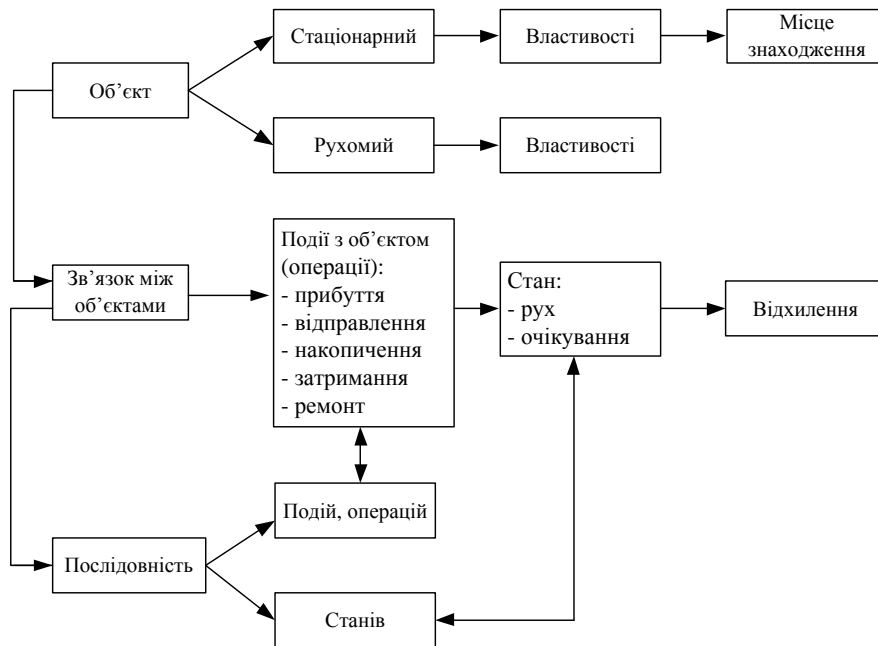 Стаціонарний
Властивості
Місце
знаходження
Об’єкт
Рухомий
Властивості
Події з об’єктом
(операції):
- прибуття
- відправлення
- накопичення
- затримання
- ремонт
Зв’язок між
об’єктами
Стан:
- рух
- очікування
Відхилення
Подій, операцій
Послідовність
Станів